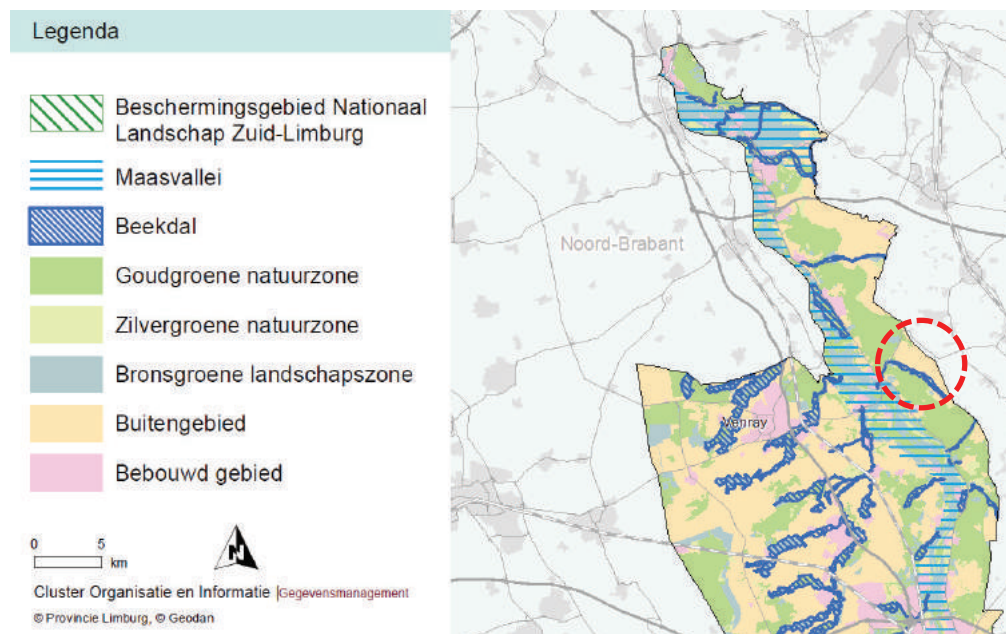 Legenda
Beschermingsgebied Nationaal
Landschap Zuid-Limburg
Maasvallei
Beekdal
Goudgroene natuurzone
Zilvergroene natuurzone
Bronsgroene landschapszone
Buitengebied
Bebouwd gebied
0 5
km
N
Cluster Organisatie en Informatie |Gegevensmanagement
© Provincie Limburg, © Geodan
Noord-Brabant
Venray